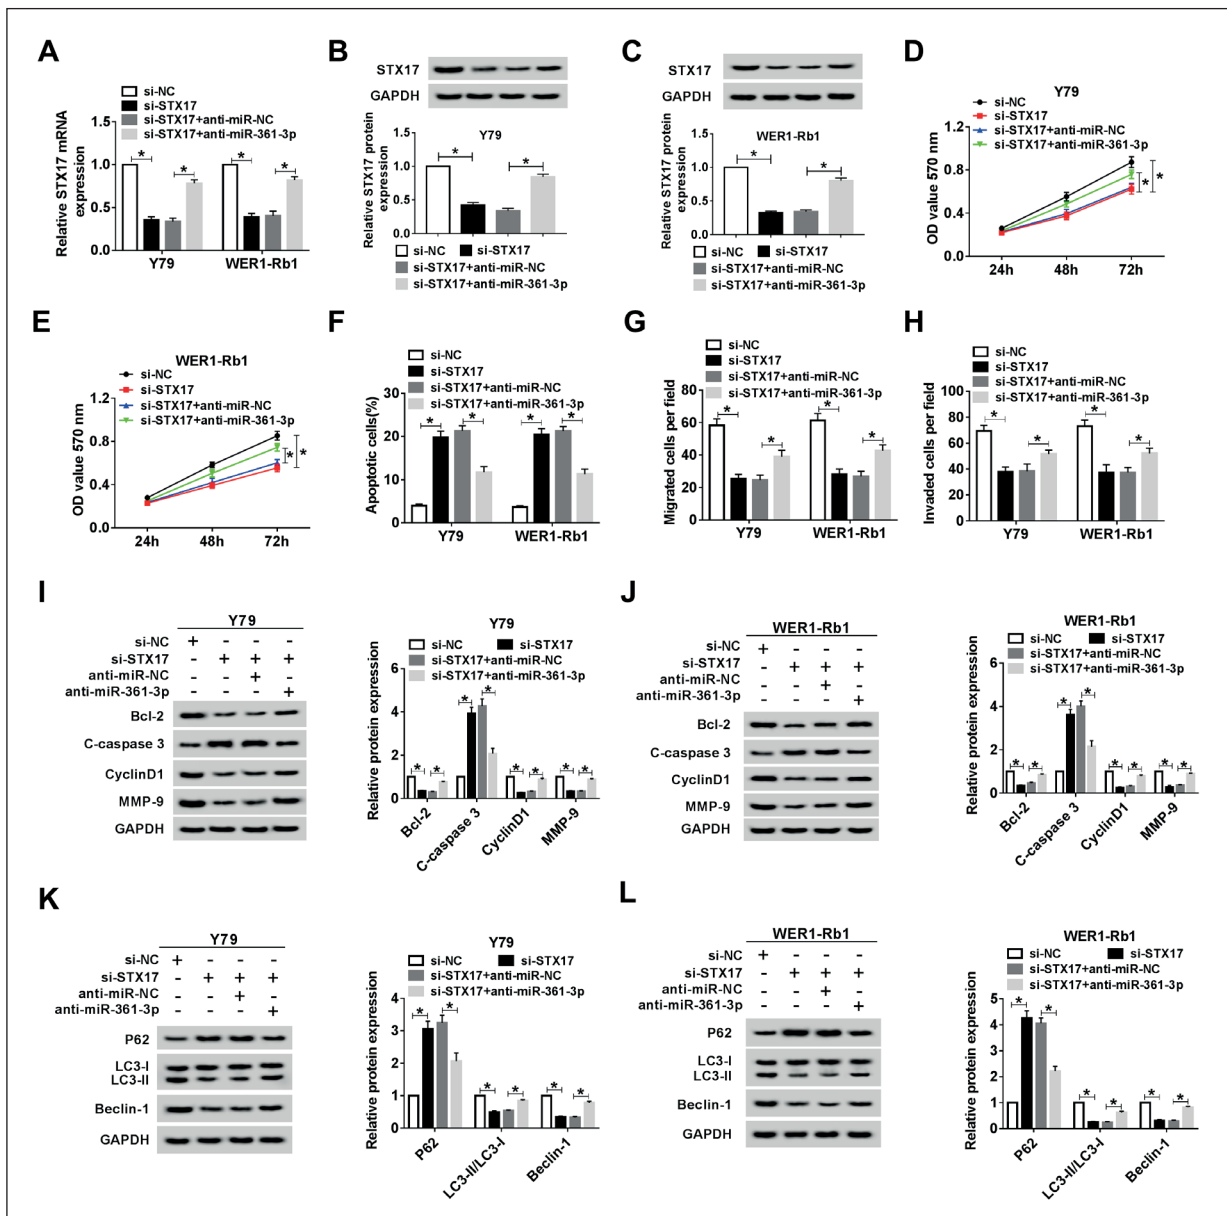 A
si-NC
si-STX17
si-STX17+anti-miR-NC
si-STX17+anti-miR-361-3p
Relative STX17 mRNA
expression
1.5
1.0
0.5
0.0
* * * *
Y79 WER1-Rb1
B
STX17
GAPDH
Y79
Relative STX17 protein
expression
1.5
1.0
0.5
0.0
* *
si-NC si-STX17
si-STX17+anti-miR-NC
si-STX17+anti-miR-361-3p
C
STX17
GAPDH
WER1-Rb1
Relative STX17 protein
expression
1.5
1.0
0.5
0.0
* *
si-NC si-STX17
si-STX17+anti-miR-NC
si-STX17+anti-miR-361-3p
D
Y79
si-NC
si-STX17
si-STX17+anti-miR-NC
si-STX17+anti-miR-361-3p
OD value 570 nm
1.2
0.8
0.4
0.0
* *
24h 48h 72h
E
WER1-Rb1
si-NC
si-STX17
si-STX17+anti-miR-NC
si-STX17+anti-miR-361-3p
OD value 570 nm
1.2
0.8
0.4
0.0
* *
24h 48h 72h
F
si-NC
si-STX17
si-STX17+anti-miR-NC
si-STX17+anti-miR-361-3p
Apoptotic cells(%)
30
20
10
0
* * * *
Y79 WER1-Rb1
G
si-NC
si-STX17
si-STX17+anti-miR-NC
si-STX17+anti-miR-361-3p
Migrated cells per field
80
60
40
20
0
* * * *
Y79 WER1-Rb1
H
si-NC
si-STX17
si-STX17+anti-miR-NC
si-STX17+anti-miR-361-3p
Invaded cells per field
100
80
60
40
20
0
* * * *
Y79 WER1-Rb1
I
Y79
si-NC + - - -
si-STX17 - + + +
anti-miR-NC - - + -
anti-miR-361-3p - - - +
Bcl-2
C-caspase 3
CyclinD1
MMP-9
GAPDH
Y79
si-NC si-STX17
si-STX17+anti-miR-NC
si-STX17+anti-miR-361-3p
Relative protein expression
6
4
2
0
* * * * * * * *
Bcl-2 C-caspase 3 CyclinD1 MMP-9
J
WER1-Rb1
si-NC + - - -
si-STX17 - + + +
anti-miR-NC - - + -
anti-miR-361-3p - - - +
Bcl-2
C-caspase 3
CyclinD1
MMP-9
GAPDH
WER1-Rb1
si-NC si-STX17
si-STX17+anti-miR-NC
si-STX17+anti-miR-361-3p
Relative protein expression
6
4
2
0
* * * * * * * *
Bcl-2 C-caspase 3 CyclinD1 MMP-9
K
Y79
si-NC + - - -
si-STX17 - + + +
anti-miR-NC - - + -
anti-miR-361-3p - - - +
P62
LC3-I
LC3-II
Beclin-1
GAPDH
Y79
si-NC si-STX17
si-STX17+anti-miR-NC
si-STX17+anti-miR-361-3p
Relative protein expression
4
3
2
1
0
* * * * * *
P62 LC3-II/LC3-I Beclin-1
L
WER1-Rb1
si-NC + - - -
si-STX17 - + + +
anti-miR-NC - - + -
anti-miR-361-3p - - - +
P62
LC3-I
LC3-II
Beclin-1
GAPDH
WER1-Rb1
si-NC si-STX17
si-STX17+anti-miR-NC
si-STX17+anti-miR-361-3p
Relative protein expression
5
4
3
2
1
0
* * * * * *
P62 LC3-II/LC3-I Beclin-1